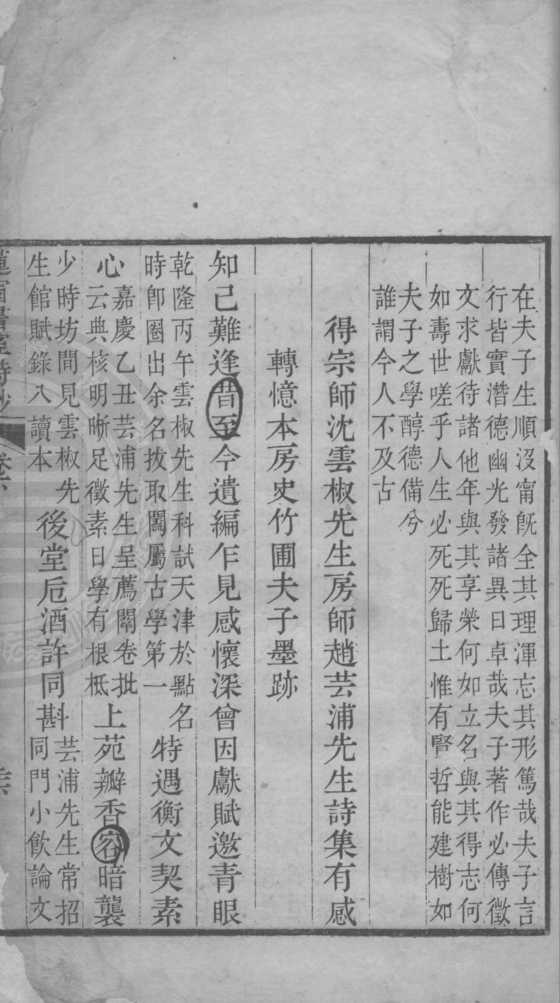 在夫子生順沒甯旣全其理渾忘其形篤哉夫子言
行皆實潛德幽光發諸異日卓哉夫子著作必傳徵
文求獻待諸他年與其享榮何如立名與其得志何
如壽世嗟乎人生必死死歸土惟有賢哲能建樹如
夫子之學醇德備兮
誰謂今人不及古
得宗師沈雲椒先生房師趙芸浦先生詩集有感
轉憶本房史竹圃夫子墨跡
知己難逢昔至今遺編乍見感懷深曾因獻賦邀青眼
乾隆丙午雲椒先生科試天津於點名
時卽圈出余名拔取闔屬古學第一
特遇衡文契素
心
嘉慶乙丑芸浦先生呈薦闈卷批
云典核明晰足徵素日學有根柢
上苑瓣香容暗襲
少時坊間見雲椒先
生館賦錄入讀本
後堂卮酒許同斟
芸浦先生常招
同門小飲論文